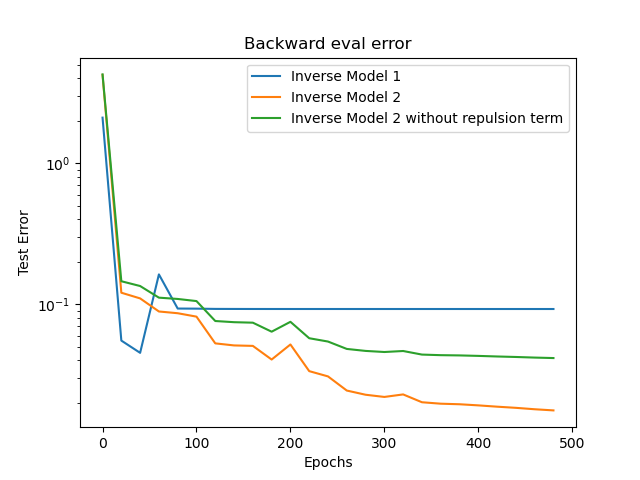 Backward eval error
Inverse Model 1
Inverse Model 2
Inverse Model 2 without repulsion term
Test Error
10⁰
10⁻¹
0 100 200 300 400 500
Epochs